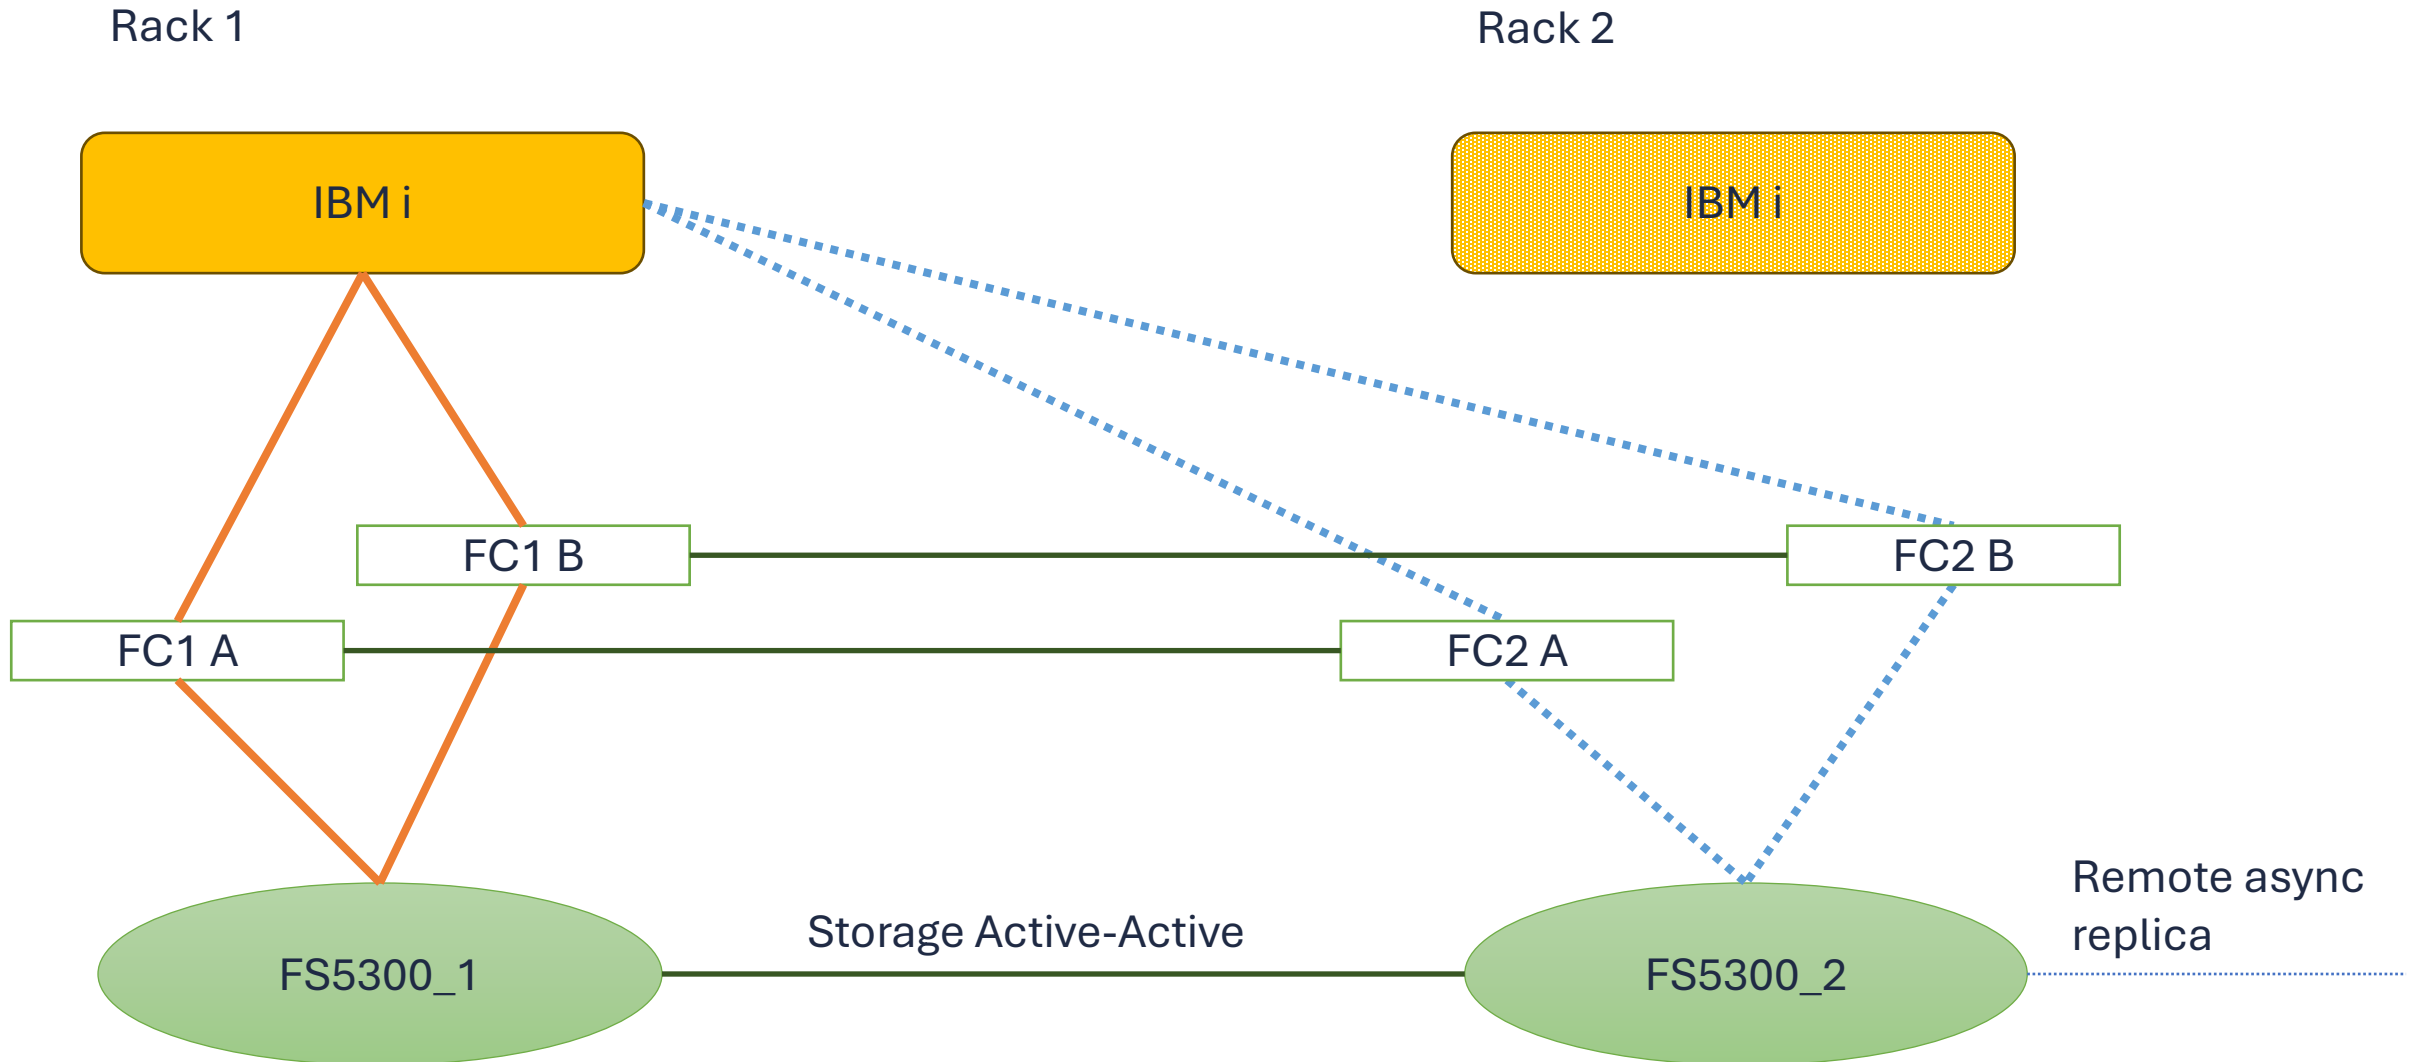 Rack 1
Rack 2
IBM i
IBM i
FC1 B
FC2 B
FC1 A
FC2 A
Storage Active-Active
Remote async
replica
FS5300_1
FS5300_2